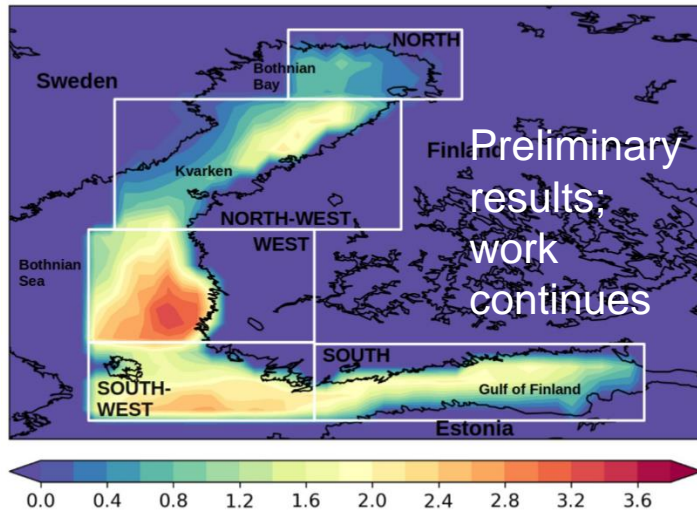 NORTH
Bothnian
Bay
Sweden
Finland
Preliminary
results;
work
continues
Kvarken
NORTH-WEST
WEST
Bothnian
Sea
SOUTH
SOUTH-
WEST
Gulf of Finland
Estonia
0.0 0.4 0.8 1.2 1.6 2.0 2.4 2.8 3.2 3.6